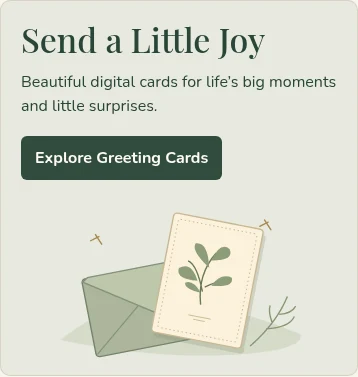 Send a Little Joy
Beautiful digital cards for life’s big moments
and little surprises.
Explore Greeting Cards